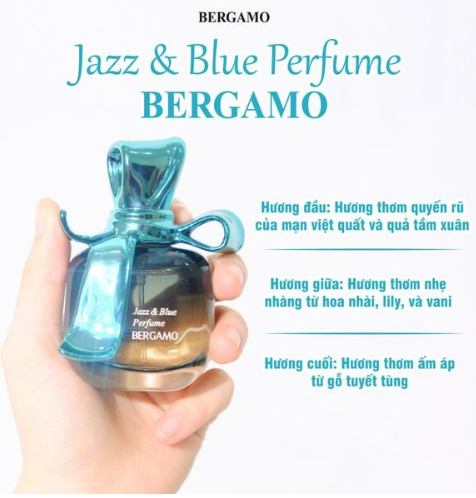 BERGAMO
Jazz & Blue Perfume
BERGAMO
Hương đầu: Hương thơm quyến rũ
của mạn việt quất và quả tầm xuân
Hương giữa: Hương thơm nhẹ
nhàng từ hoa nhài, lily, và vani
Hương cuối: Hương thơm ấm áp
từ gỗ tuyết tùng
Jazz & Blue
Perfume
BERGAMO